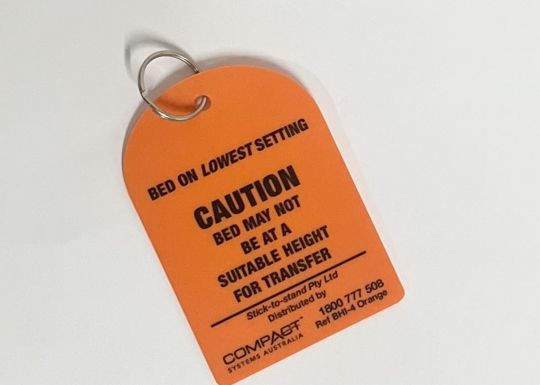 BED ON LOWEST SETTING
CAUTION
BED MAY NOT
BE AT A
SUITABLE HEIGHT
FOR TRANSFER
Stick-to-stand Pty Ltd
Distributed by
COMPACT™
SYSTEMS AUSTRALIA
1800 777 508
Ref BHI-4 Orange